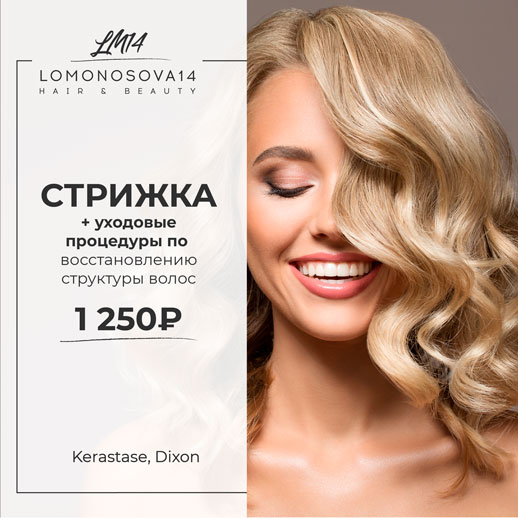 LM14
LOMONOSOVA14
HAIR & BEAUTY
СТРИЖКА
+ уходовые
процедуры по
восстановлению
структуры волос
1 250₽
Kerastase, Dixon